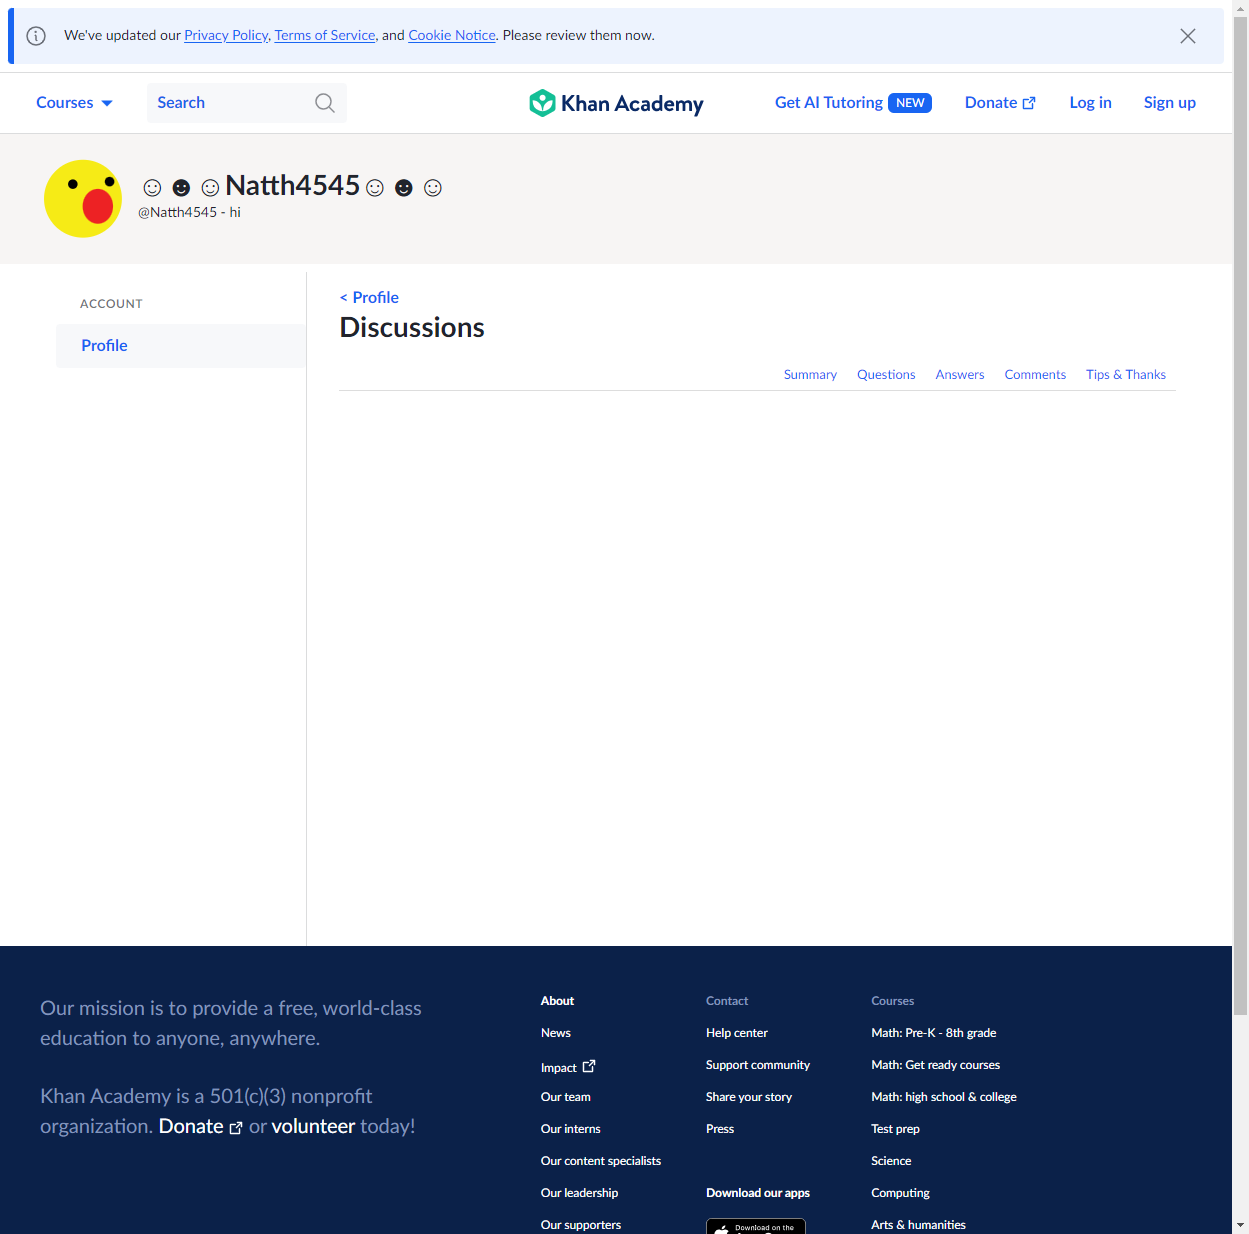 We've updated our Privacy Policy, Terms of Service, and Cookie Notice. Please review them now.
Courses
Search
Khan Academy
Get AI Tutoring NEW
Donate
Log in
Sign up
☺☻☺Natth4545☺☻☺
@Natth4545 - hi
ACCOUNT
Profile
< Profile
Discussions
Summary
Questions
Answers
Comments
Tips & Thanks
Our mission is to provide a free, world-class
education to anyone, anywhere.
Khan Academy is a 501(c)(3) nonprofit
organization. Donate or volunteer today!
About
News
Impact
Our team
Our interns
Our content specialists
Our leadership
Our supporters
Contact
Help center
Support community
Share your story
Press
Download our apps
Download on the
Courses
Math: Pre-K - 8th grade
Math: Get ready courses
Math: high school & college
Test prep
Science
Computing
Arts & humanities